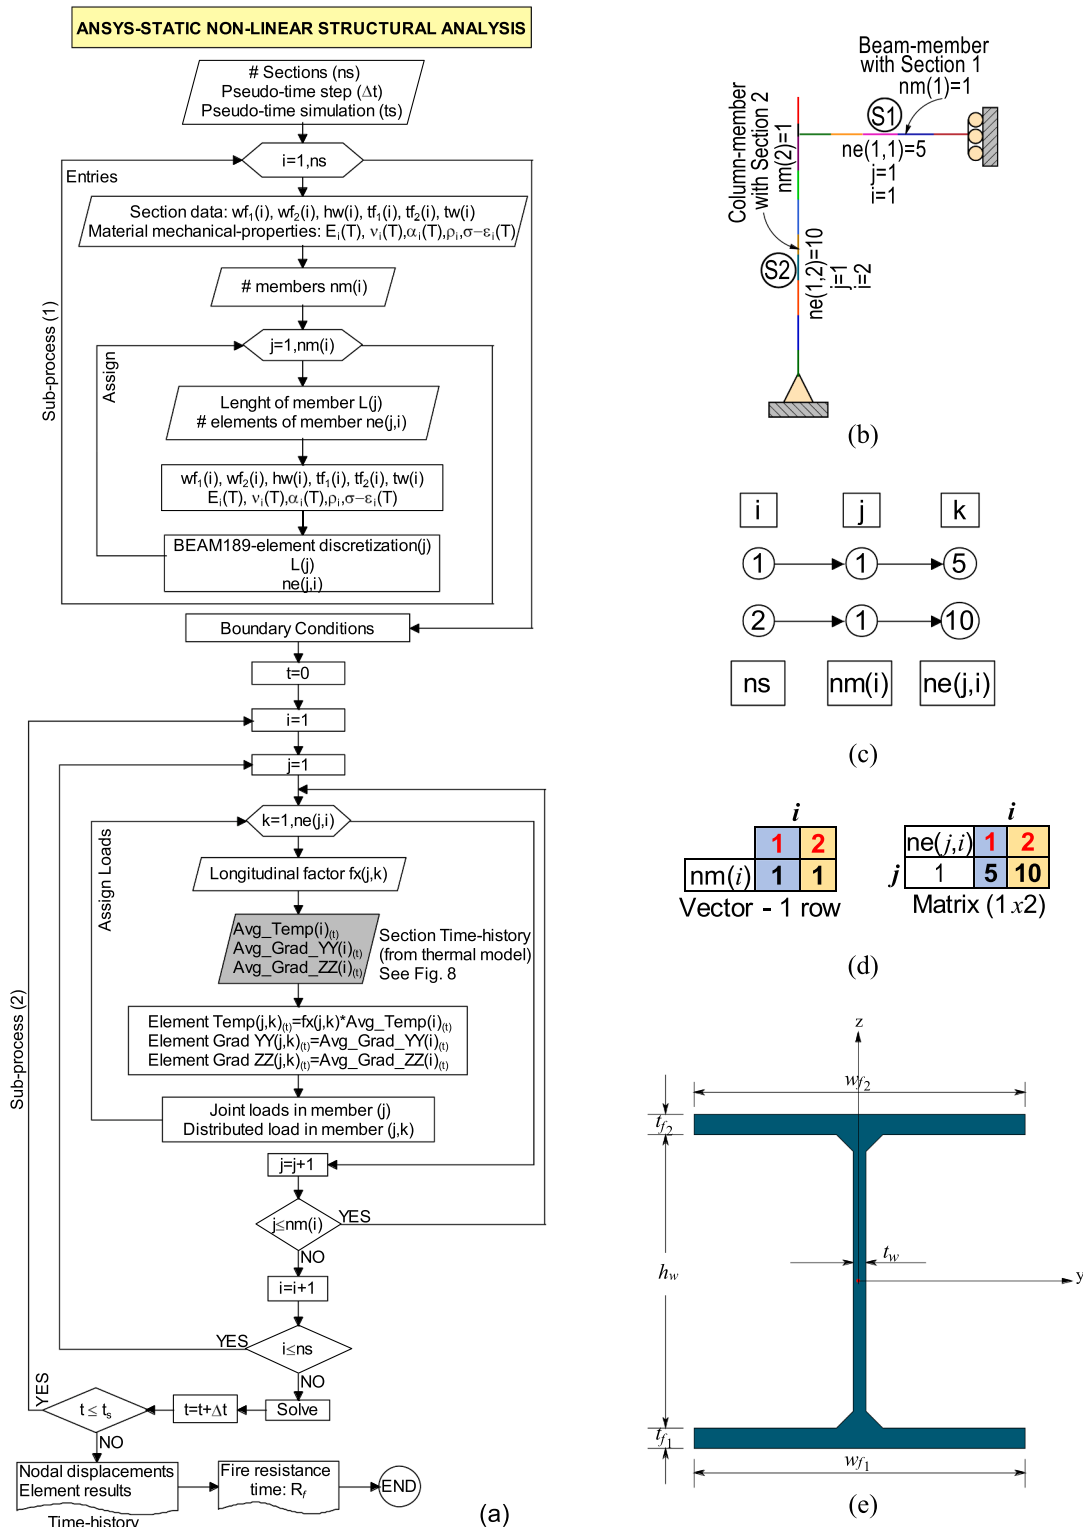 ANSYS-STATIC NON-LINEAR STRUCTURAL ANALYSIS
# Sections (ns)
Pseudo-time step (Δt)
Pseudo-time simulation (ts)
i=1,ns
Entries
Section data: wf₁(i), wf₂(i), hw(i), tf₁(i), tf₂(i), tw(i)
Material mechanical-properties: Eᵢ(T), νᵢ(T),αᵢ(T),ρᵢ,σ−εᵢ(T)
# members nm(i)
Sub-process (1)
j=1,nm(i)
Assign
Lenght of member L(j)
# elements of member ne(j,i)
wf₁(i), wf₂(i), hw(i), tf₁(i), tf₂(i), tw(i)
Eᵢ(T), νᵢ(T),αᵢ(T),ρᵢ,σ−εᵢ(T)
BEAM189-element discretization(j)
L(j)
ne(j,i)
Boundary Conditions
t=0
i=1
j=1
k=1,ne(j,i)
Assign Loads
Longitudinal factor fx(j,k)
Avg_Temp(i)(t)
Avg_Grad_YY(i)(t)
Avg_Grad_ZZ(i)(t)
Section Time-history
(from thermal model)
See Fig. 8
Sub-process (2)
Element Temp(j,k)(t)=fx(j,k)*Avg_Temp(i)(t)
Element Grad YY(j,k)(t)=Avg_Grad_YY(i)(t)
Element Grad ZZ(j,k)(t)=Avg_Grad_ZZ(i)(t)
Joint loads in member (j)
Distributed load in member (j,k)
j=j+1
j≤nm(i)
YES
NO
i=i+1
i≤ns
YES
NO
Solve
t=t+Δt
t ≤ tₛ
YES
NO
Nodal displacements
Element results
Time-history
Fire resistance
time: R_f
END
(a)
Beam-member
with Section 1
nm(1)=1
S1
ne(1,1)=5
j=1
i=1
Column-member
with Section 2
nm(2)=1
S2
ne(1,2)=10
j=1
i=2
(b)
i j k
1 1 5
2 1 10
ns nm(i) ne(j,i)
(c)
i
1 2
nm(i) 1 1
Vector - 1 row
i
ne(j,i) 1 2
j 1 5 10
Matrix (1 x2)
(d)
z
w_f₂
t_f₂
t_w
h_w
y
t_f₁
w_f₁
(e)